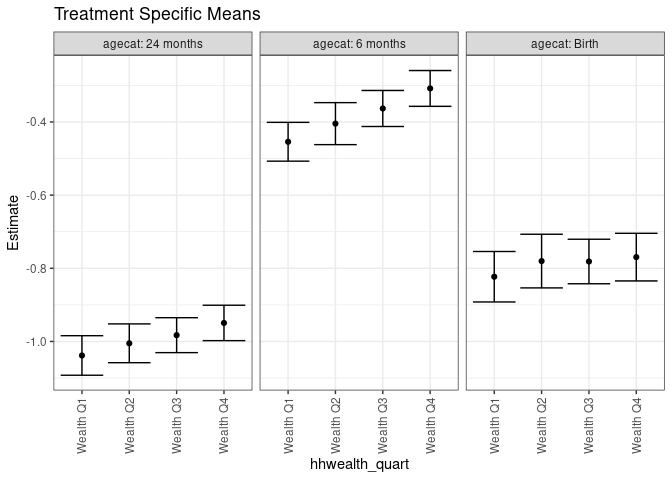 Treatment Specific Means
agecat: 24 months
agecat: 6 months
agecat: Birth
Estimate
-0.4
-0.6
-0.8
-1.0
Wealth Q1
Wealth Q2
Wealth Q3
Wealth Q4
Wealth Q1
Wealth Q2
Wealth Q3
Wealth Q4
Wealth Q1
Wealth Q2
Wealth Q3
Wealth Q4
hhwealth_quart